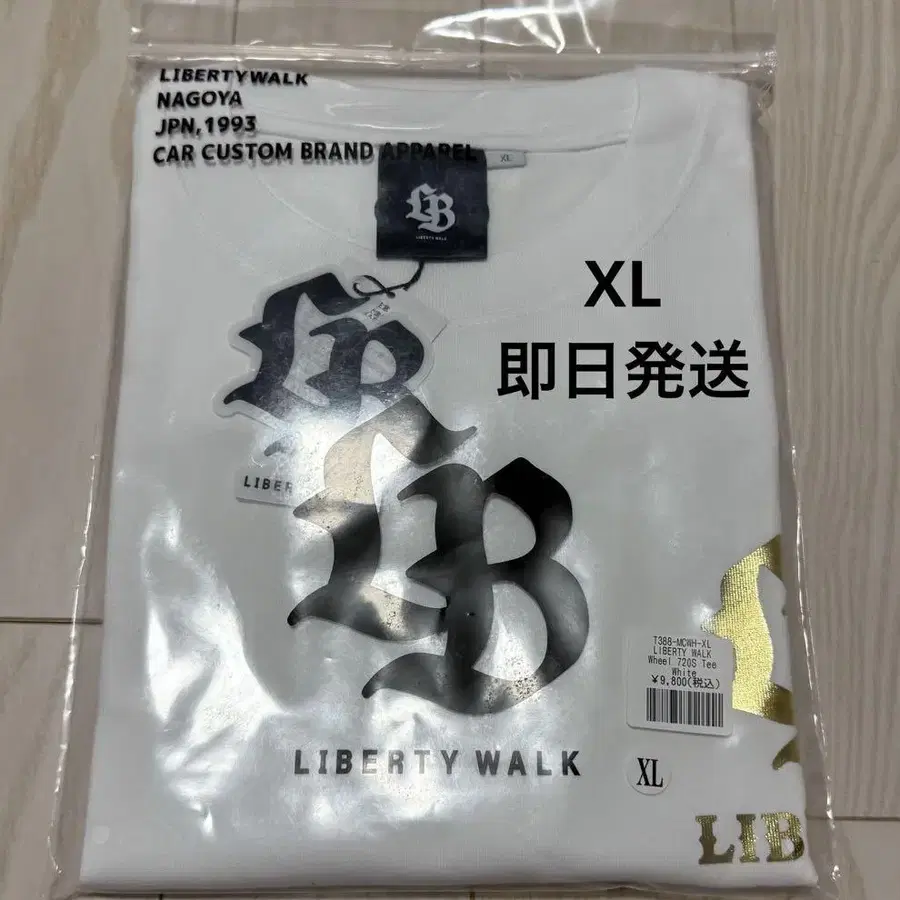 LIBERTYWALK
NAGOYA
JPN,1993
CAR CUSTOM BRAND APPAREL
XL
LB
LIBERTY WALK
XL
即日発送
LB
LIBER
LB
LIBERTY WALK
T388-MCWH-XL
LIBERTY WALK
Wheel 720S Tee
White
¥9,800(税込)
XL
LIB